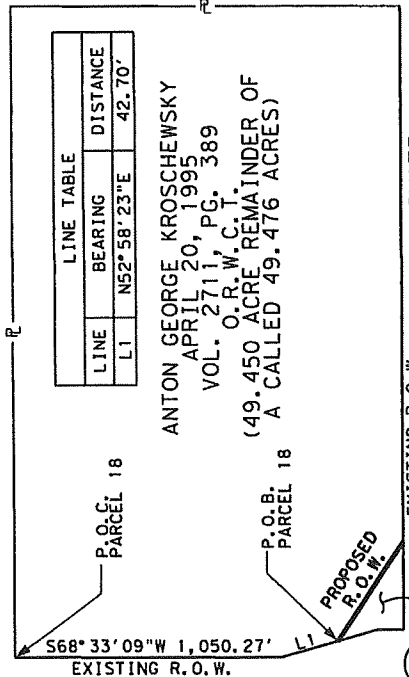 LINE TABLE
LINE BEARING DISTANCE
L1 N52°58'23"E 42.70'
ANTON GEORGE KROSCHEWSKY
APRIL 20, 1995
VOL. 2711, PG. 389
O.R.W.C.T.
(49.450 ACRE REMAINDER OF
A CALLED 49.476 ACRES)
P.O.C.
PARCEL 18
P.O.B.
PARCEL 18
PROPOSED
R.O.W.
L1
S68°33'09"W 1,050.27'
EXISTING R.O.W.